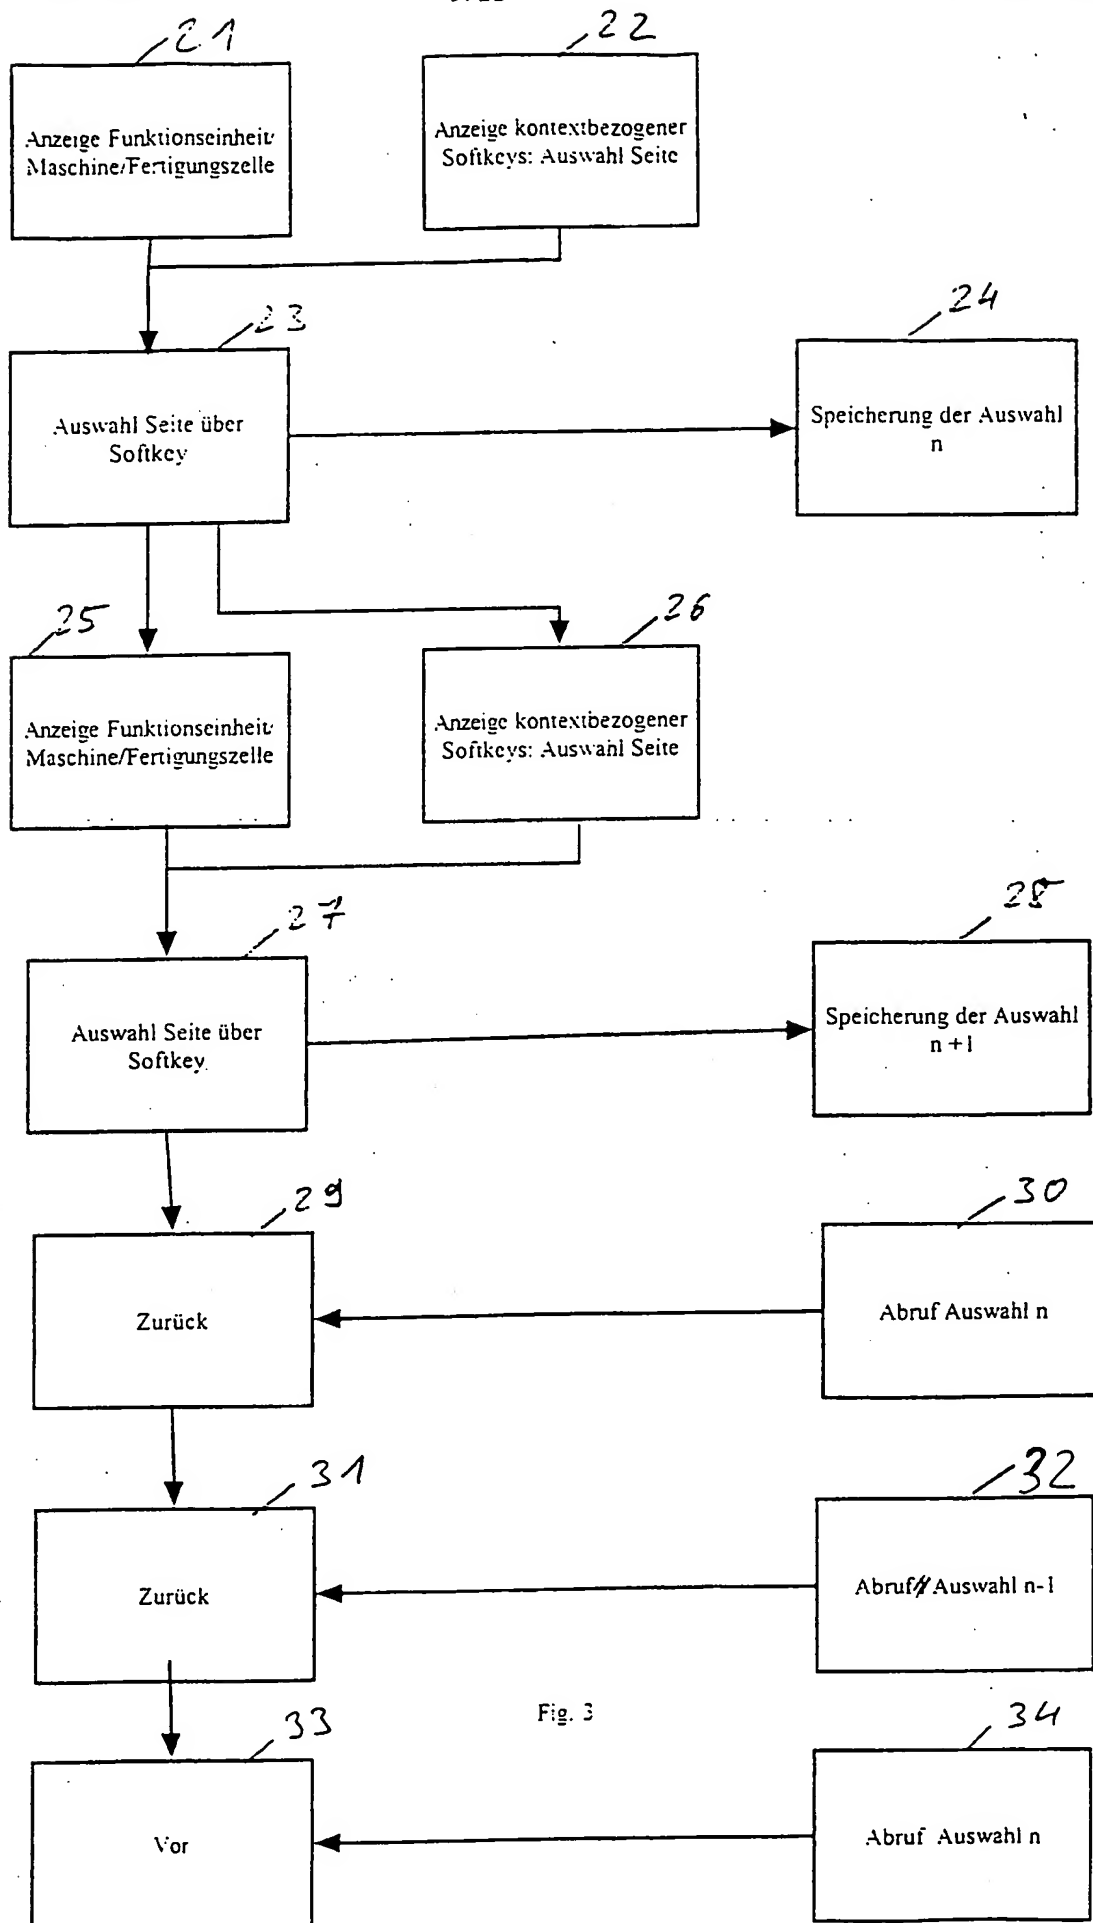 21
22
Anzeige Funktionseinheit/
Maschine/Fertigungszelle
Anzeige kontextbezogener
Softkeys: Auswahl Seite
23
24
Auswahl Seite über
Softkey
Speicherung der Auswahl
n
25
26
Anzeige Funktionseinheit/
Maschine/Fertigungszelle
Anzeige kontextbezogener
Softkeys: Auswahl Seite
27
28
Auswahl Seite über
Softkey
Speicherung der Auswahl
n+1
29
30
Zurück
Abruf Auswahl n
31
32
Zurück
Abruf Auswahl n-1
Fig. 3
33
34
Vor
Abruf Auswahl n